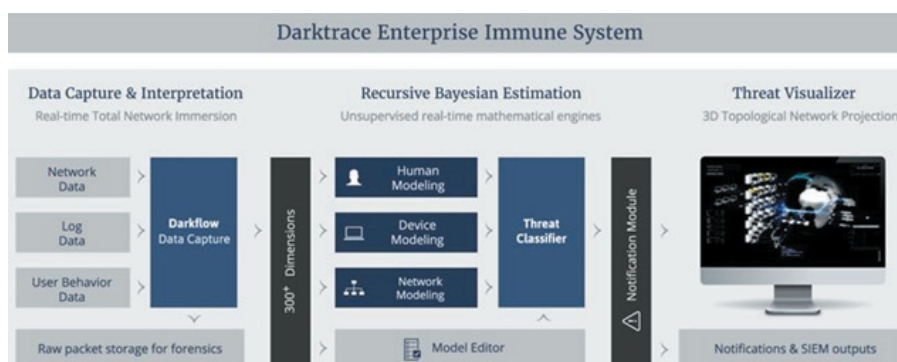 Darktrace Enterprise Immune System
Data Capture & Interpretation
Real-time Total Network Immersion
Network
Data
Log
Data
User Behavior
Data
Darkflow
Data Capture
Raw packet storage for forensics
300+ Dimensions
Recursive Bayesian Estimation
Unsupervised real-time mathematical engines
Human
Modeling
Device
Modeling
Network
Modeling
Threat
Classifier
Model Editor
Notification Module
Threat Visualizer
3D Topological Network Projection
Notifications & SIEM outputs